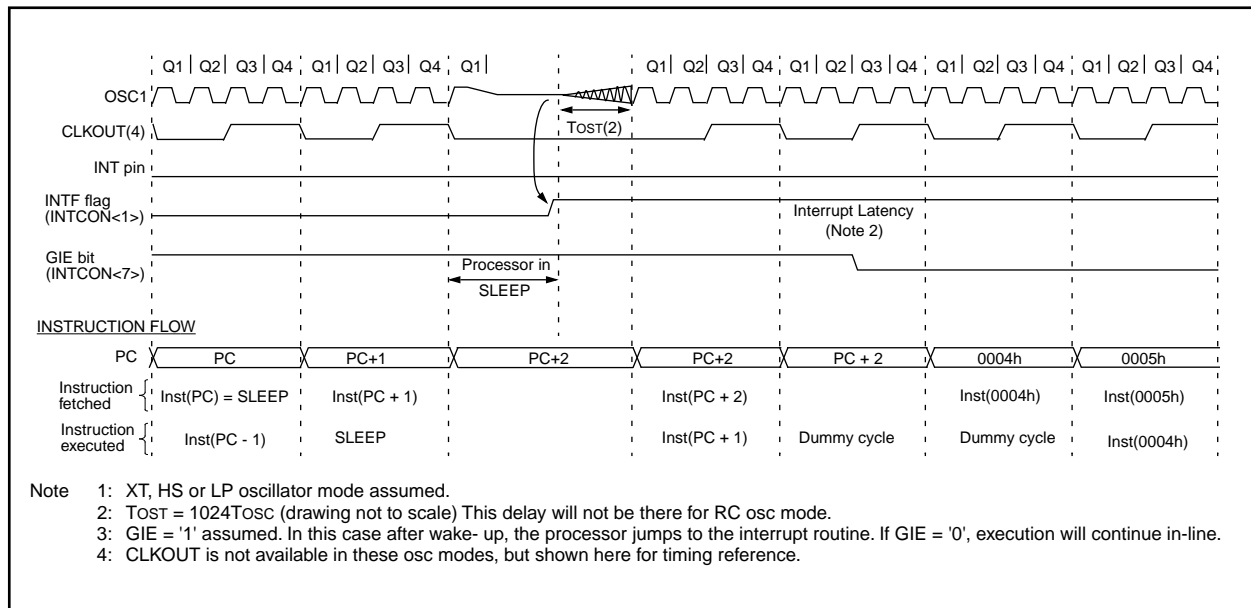 Q1 Q2 Q3 Q4 Q1 Q2 Q3 Q4 Q1 Q1 Q2 Q3 Q4 Q1 Q2 Q3 Q4 Q1 Q2 Q3 Q4 Q1 Q2 Q3 Q4
OSC1
TOST(2)
CLKOUT(4)
INT pin
INTF flag
(INTCON<1>)
Interrupt Latency
(Note 2)
GIE bit
(INTCON<7>)
Processor in
SLEEP
INSTRUCTION FLOW
PC PC PC+1 PC+2 PC+2 PC + 2 0004h 0005h
Instruction
fetched
Inst(PC) = SLEEP Inst(PC + 1) Inst(PC + 2) Inst(0004h) Inst(0005h)
Instruction
executed
Inst(PC - 1) SLEEP Inst(PC + 1) Dummy cycle Dummy cycle Inst(0004h)
Note 1: XT, HS or LP oscillator mode assumed.
2: TOST = 1024TOSC (drawing not to scale) This delay will not be there for RC osc mode.
3: GIE = '1' assumed. In this case after wake- up, the processor jumps to the interrupt routine. If GIE = '0', execution will continue in-line.
4: CLKOUT is not available in these osc modes, but shown here for timing reference.